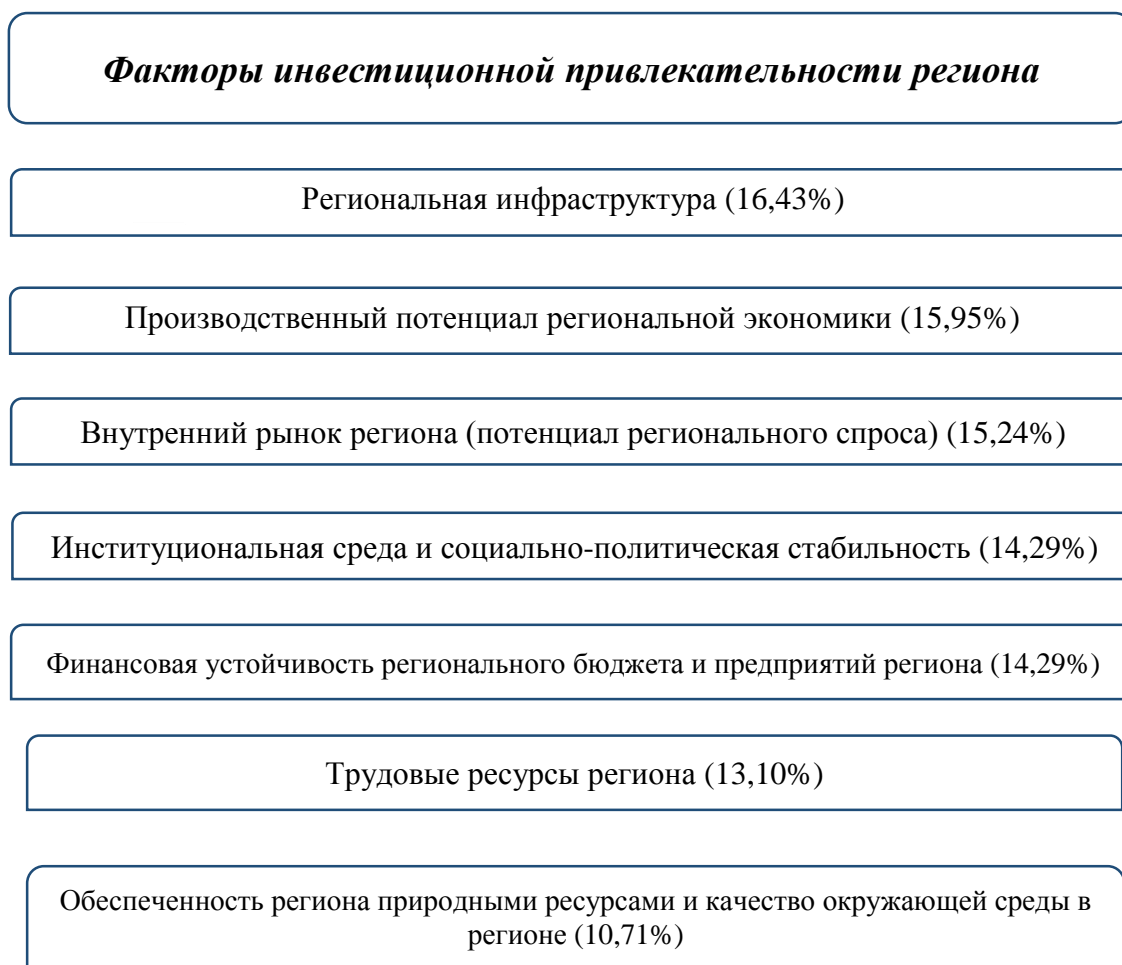 Факторы инвестиционной привлекательности региона
Региональная инфраструктура (16,43%)
Производственный потенциал региональной экономики (15,95%)
Внутренний рынок региона (потенциал регионального спроса) (15,24%)
Институциональная среда и социально-политическая стабильность (14,29%)
Финансовая устойчивость регионального бюджета и предприятий региона (14,29%)
Трудовые ресурсы региона (13,10%)
Обеспеченность региона природными ресурсами и качество окружающей среды в
регионе (10,71%)